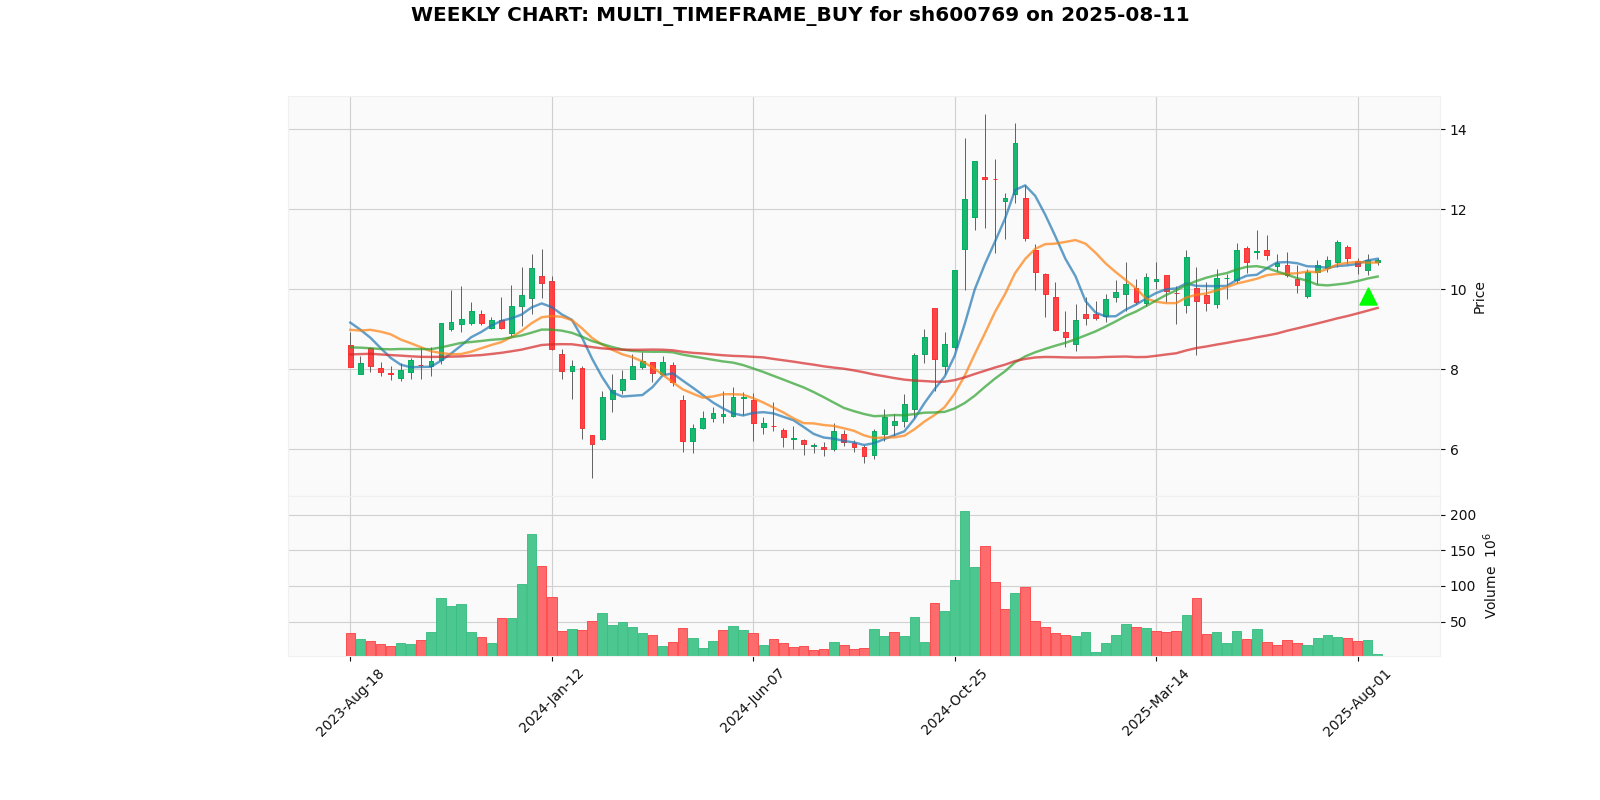 WEEKLY CHART: MULTI_TIMEFRAME_BUY for sh600769 on 2025-08-11
14
12
10
8
6
Price
200
150
100
50
Volume 10^6
2023-Aug-18
2024-Jan-12
2024-Jun-07
2024-Oct-25
2025-Mar-14
2025-Aug-01